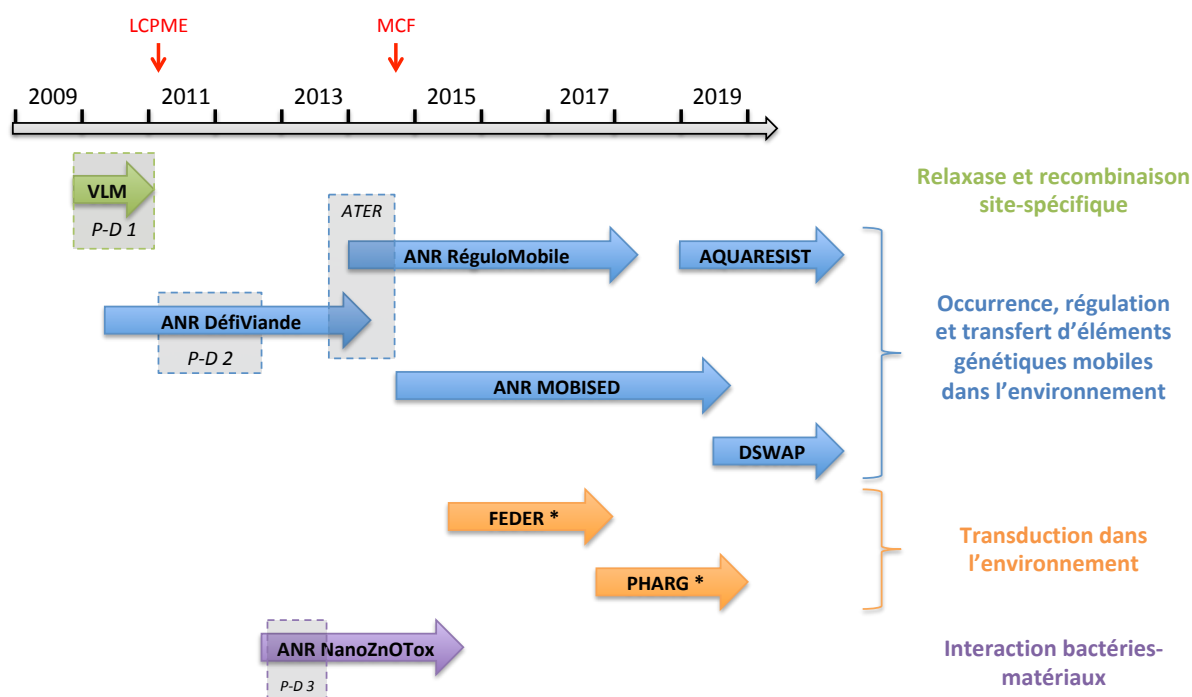 LCPME
MCF
2009
2011
2013
2015
2017
2019
VLM
P-D 1
ATER
Relaxase et recombinaison
site-spécifique
ANR RéguloMobile
AQUARESIST
ANR DéfiViande
P-D 2
Occurrence, régulation
et transfert d’éléments
génétiques mobiles
dans l’environnement
ANR MOBISED
DSWAP
FEDER *
PHARG *
Transduction dans
l’environnement
ANR NanoZnOTox
P-D 3
Interaction bactéries-
matériaux